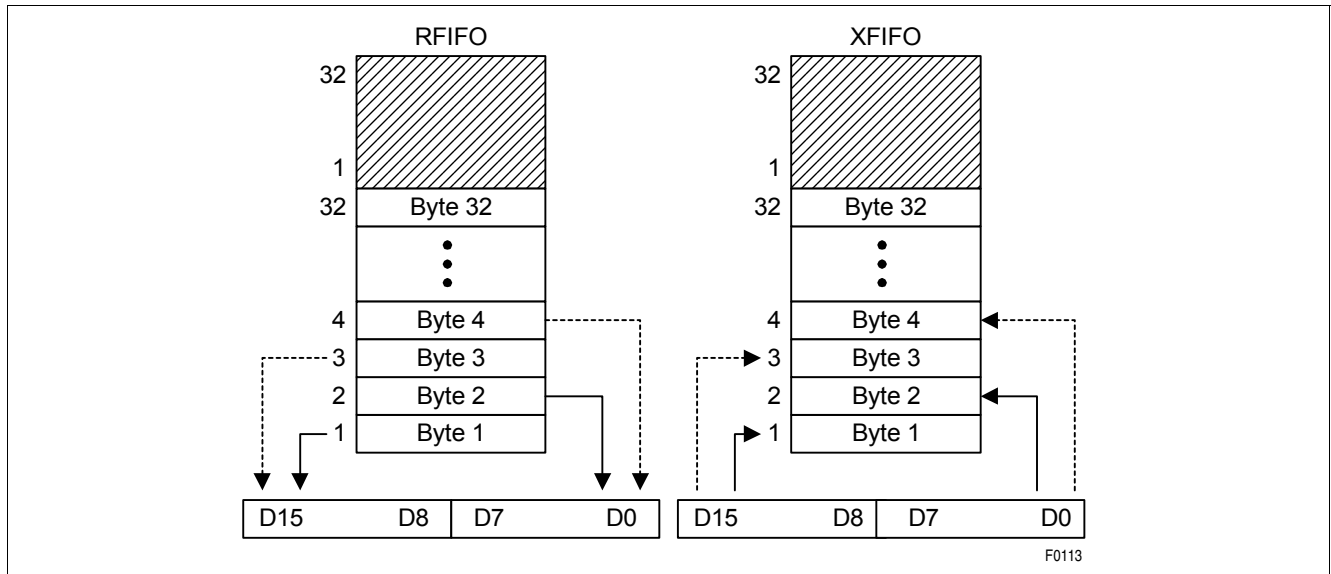 RFIFO XFIFO
32 32
1 1
32 Byte 32 32 Byte 32
4 Byte 4 4 Byte 4
3 Byte 3 3 Byte 3
2 Byte 2 2 Byte 2
1 Byte 1 1 Byte 1
D15 D8 D7 D0 D15 D8 D7 D0
F0113